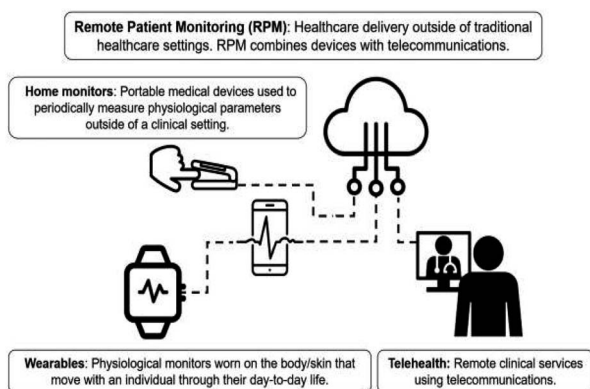 Remote Patient Monitoring (RPM): Healthcare delivery outside of traditional
healthcare settings. RPM combines devices with telecommunications.
Home monitors: Portable medical devices used to
periodically measure physiological parameters
outside of a clinical setting.
Wearables: Physiological monitors worn on the body/skin that
move with an individual through their day-to-day life.
Telehealth: Remote clinical services
using telecommunications.